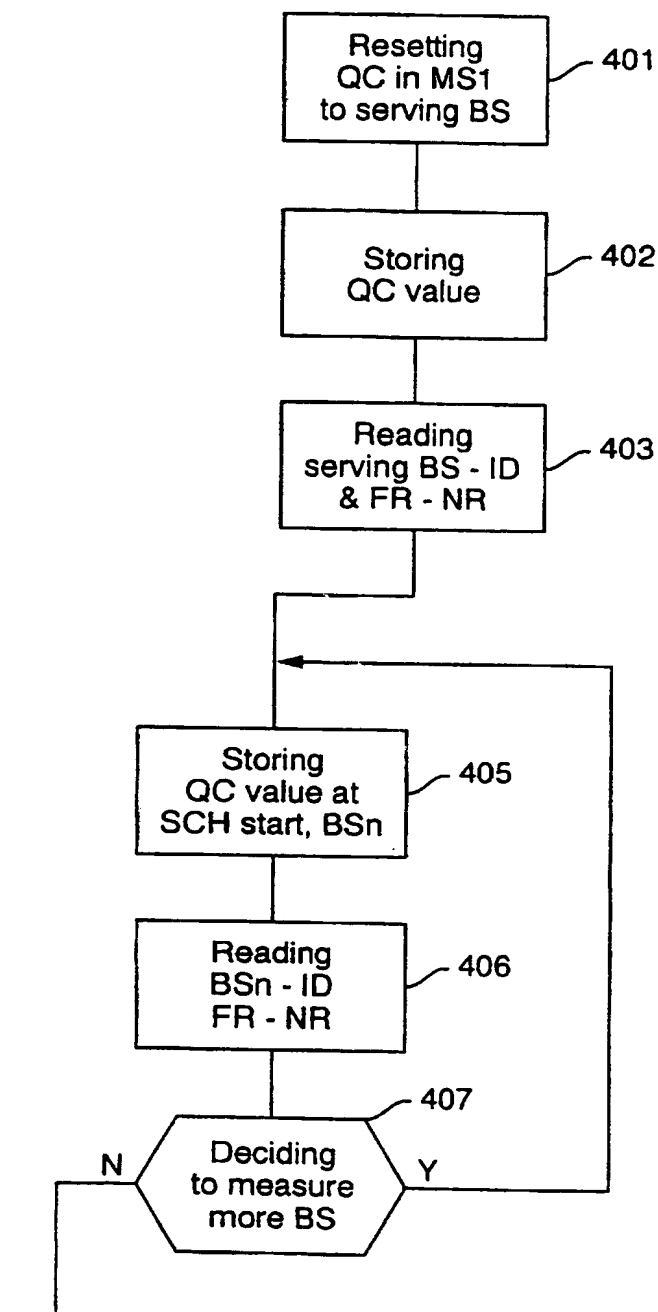 Resetting
QC in MS1
to serving BS
401
Storing
QC value
402
Reading
serving BS - ID
& FR - NR
403
Storing
QC value at
SCH start, BSn
405
Reading
BSn - ID
FR - NR
406
407
Deciding
to measure
more BS
N
Y